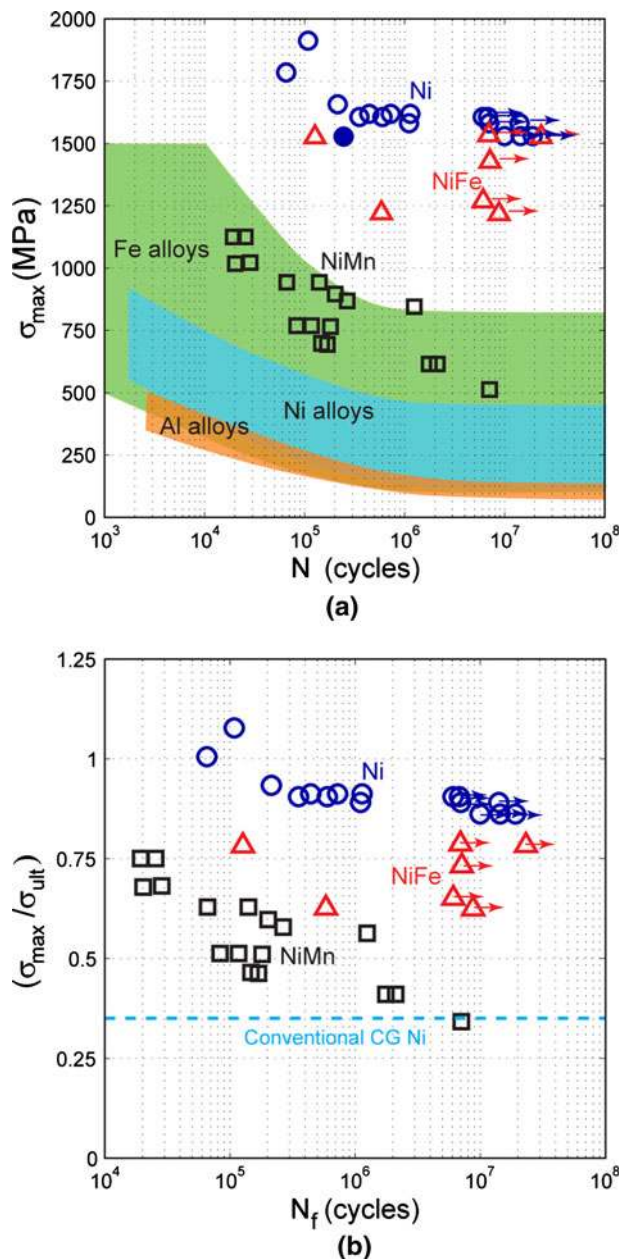 2000
1750
1500
1250
1000
750
500
250
0
σmax (MPa)
Ni
NiFe
Fe alloys
NiMn
Ni alloys
Al alloys
10³ 10⁴ 10⁵ 10⁶ 10⁷ 10⁸
N (cycles)
(a)
1.25
1
0.75
0.5
0.25
0
(σmax /σult)
Ni
NiFe
NiMn
Conventional CG Ni
10⁴ 10⁵ 10⁶ 10⁷ 10⁸
Nf (cycles)
(b)